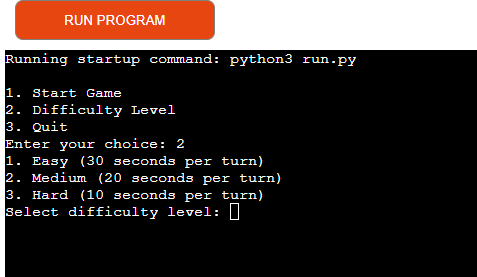 RUN PROGRAM
Running startup command: python3 run.py
1. Start Game
2. Difficulty Level
3. Quit
Enter your choice: 2
1. Easy (30 seconds per turn)
2. Medium (20 seconds per turn)
3. Hard (10 seconds per turn)
Select difficulty level: